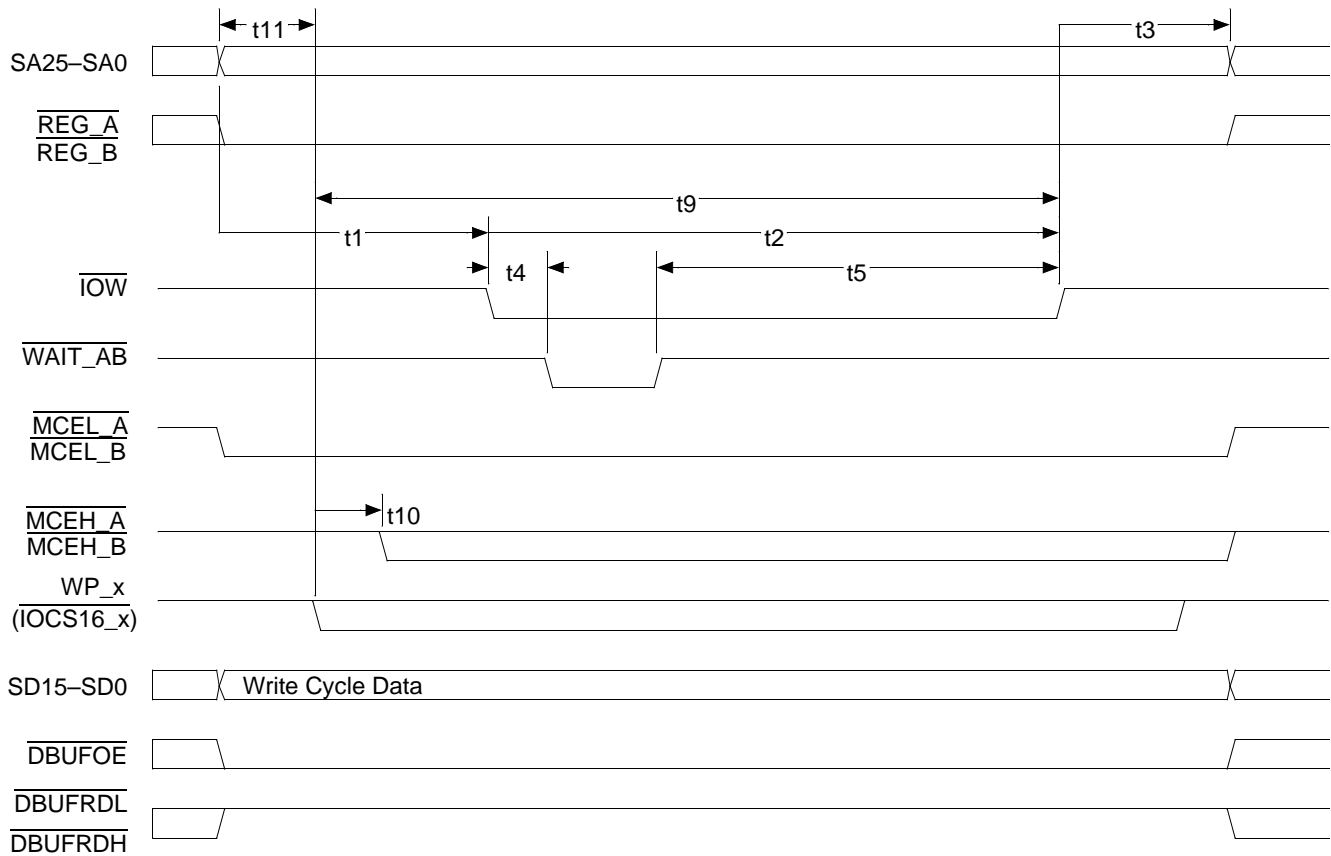 t11
t3
SA25–SA0
REG_A
REG_B
t9
t1
t2
t4
t5
IOW
WAIT_AB
MCEL_A
MCEL_B
t10
MCEH_A
MCEH_B
WP_x
(IOCS16_x)
SD15–SD0
Write Cycle Data
DBUFOE
DBUFRDL
DBUFRDH